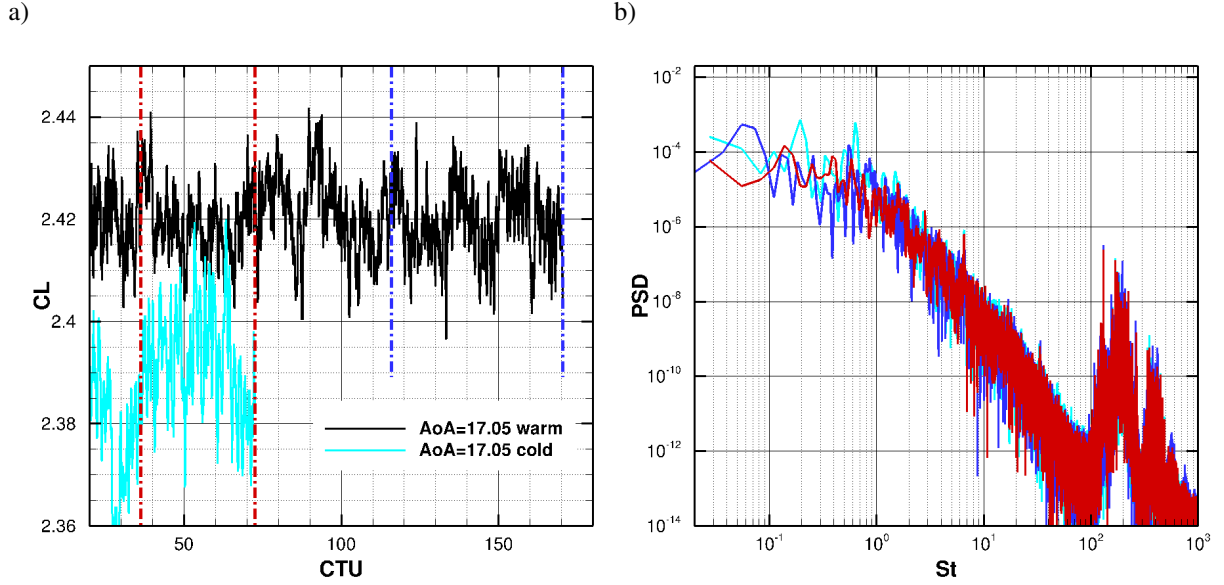 a)
b)
CL
2.44
2.42
2.4
2.38
2.36
50
100
150
CTU
AoA=17.05 warm
AoA=17.05 cold
PSD
10⁻²
10⁻⁴
10⁻⁶
10⁻⁸
10⁻¹⁰
10⁻¹²
10⁻¹⁴
10⁻¹
10⁰
10¹
10²
10³
St